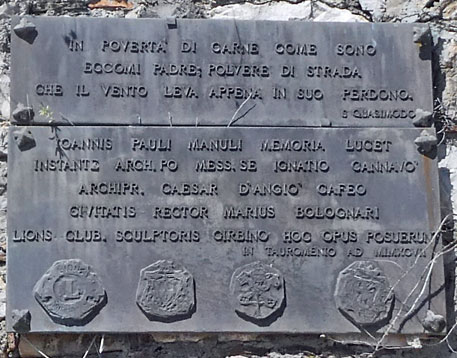 IN POVERTÀ DI CARNE COME SONO
ECCOMI PADRE; POLVERE DI STRADA
CHE IL VENTO LEVA APPENA IN SUO PERDONO.
S QUASIMODO
IOANNIS PAULI MANULI MEMORIA LUCET
INSTANTE ARCH.PO MESS.SE IGNATIO CANNAVO'
ARCHIPR. CAESAR D'ANGIO' CAFEO
CIVITATIS RECTOR MARIUS BOLOGNARI
LIONS CLUB. SCULPTORIS GIRBINO HOC OPUS POSUERUNT
IN TAUROMENIO AD MIMXCVII
L